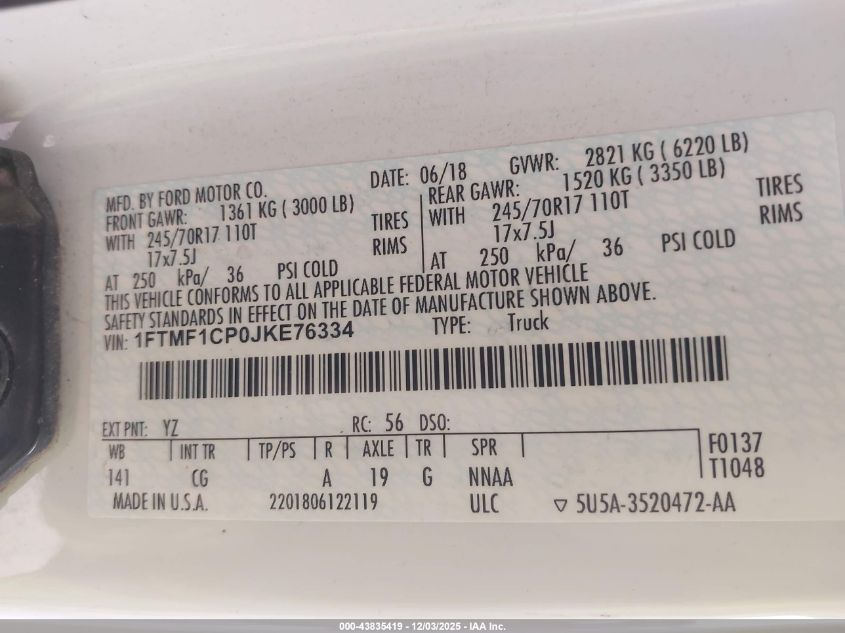 MFD. BY FORD MOTOR CO. DATE: 06/18 GVWR: 2821 KG ( 6220 LB)
FRONT GAWR: 1361 KG ( 3000 LB) REAR GAWR: 1520 KG ( 3350 LB)
WITH 245/70R17 110T TIRES WITH 245/70R17 110T TIRES
17x7.5J RIMS 17x7.5J RIMS
AT 250 kPa/ 36 PSI COLD AT 250 kPa/ 36 PSI COLD
THIS VEHICLE CONFORMS TO ALL APPLICABLE FEDERAL MOTOR VEHICLE
SAFETY STANDARDS IN EFFECT ON THE DATE OF MANUFACTURE SHOWN ABOVE.
VIN: 1FTMF1CP0JKE76334 TYPE: Truck
EXT PNT: YZ RC: 56 DSO:
WB INT TR TP/PS R AXLE TR SPR F0137
141 CG A 19 G NNAA T1048
MADE IN U.S.A. 2201806122119 ULC ▽ 5U5A-3520472-AA
000-43835419 - 12/03/2025 - IAA Inc.